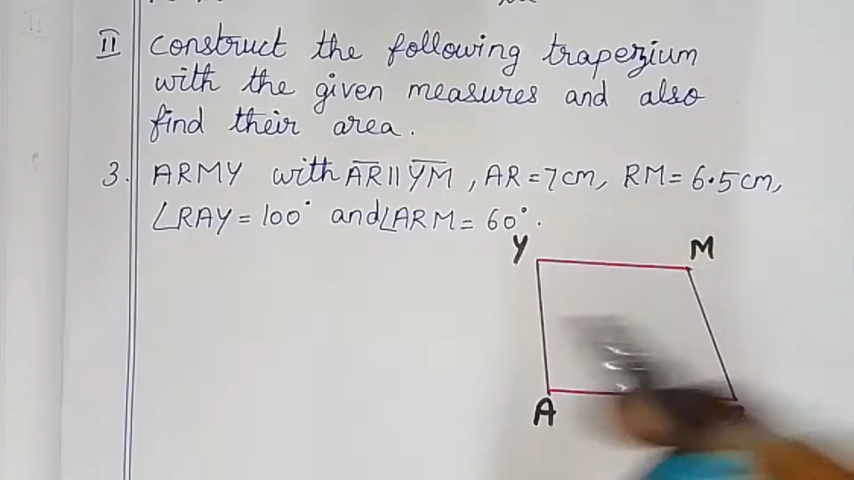 II Construct the following trapezium
with the given measures and also
find their area.
3. ARMY with AR || YM, AR = 7cm, RM = 6.5cm,
∠RAY = 100° and ∠ARM = 60°.
Y M
A